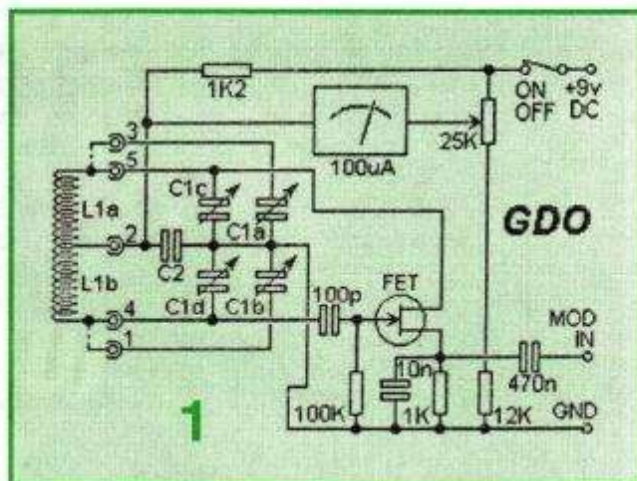 1K2
ON
OFF
+9v
DC
100uA
25K
GDO
3
5
C1c
L1a
2
C1a
C2
L1b
C1d
C1b
4
1
100p
FET
MOD
IN
10n
470n
100K
1K
12K
GND
1